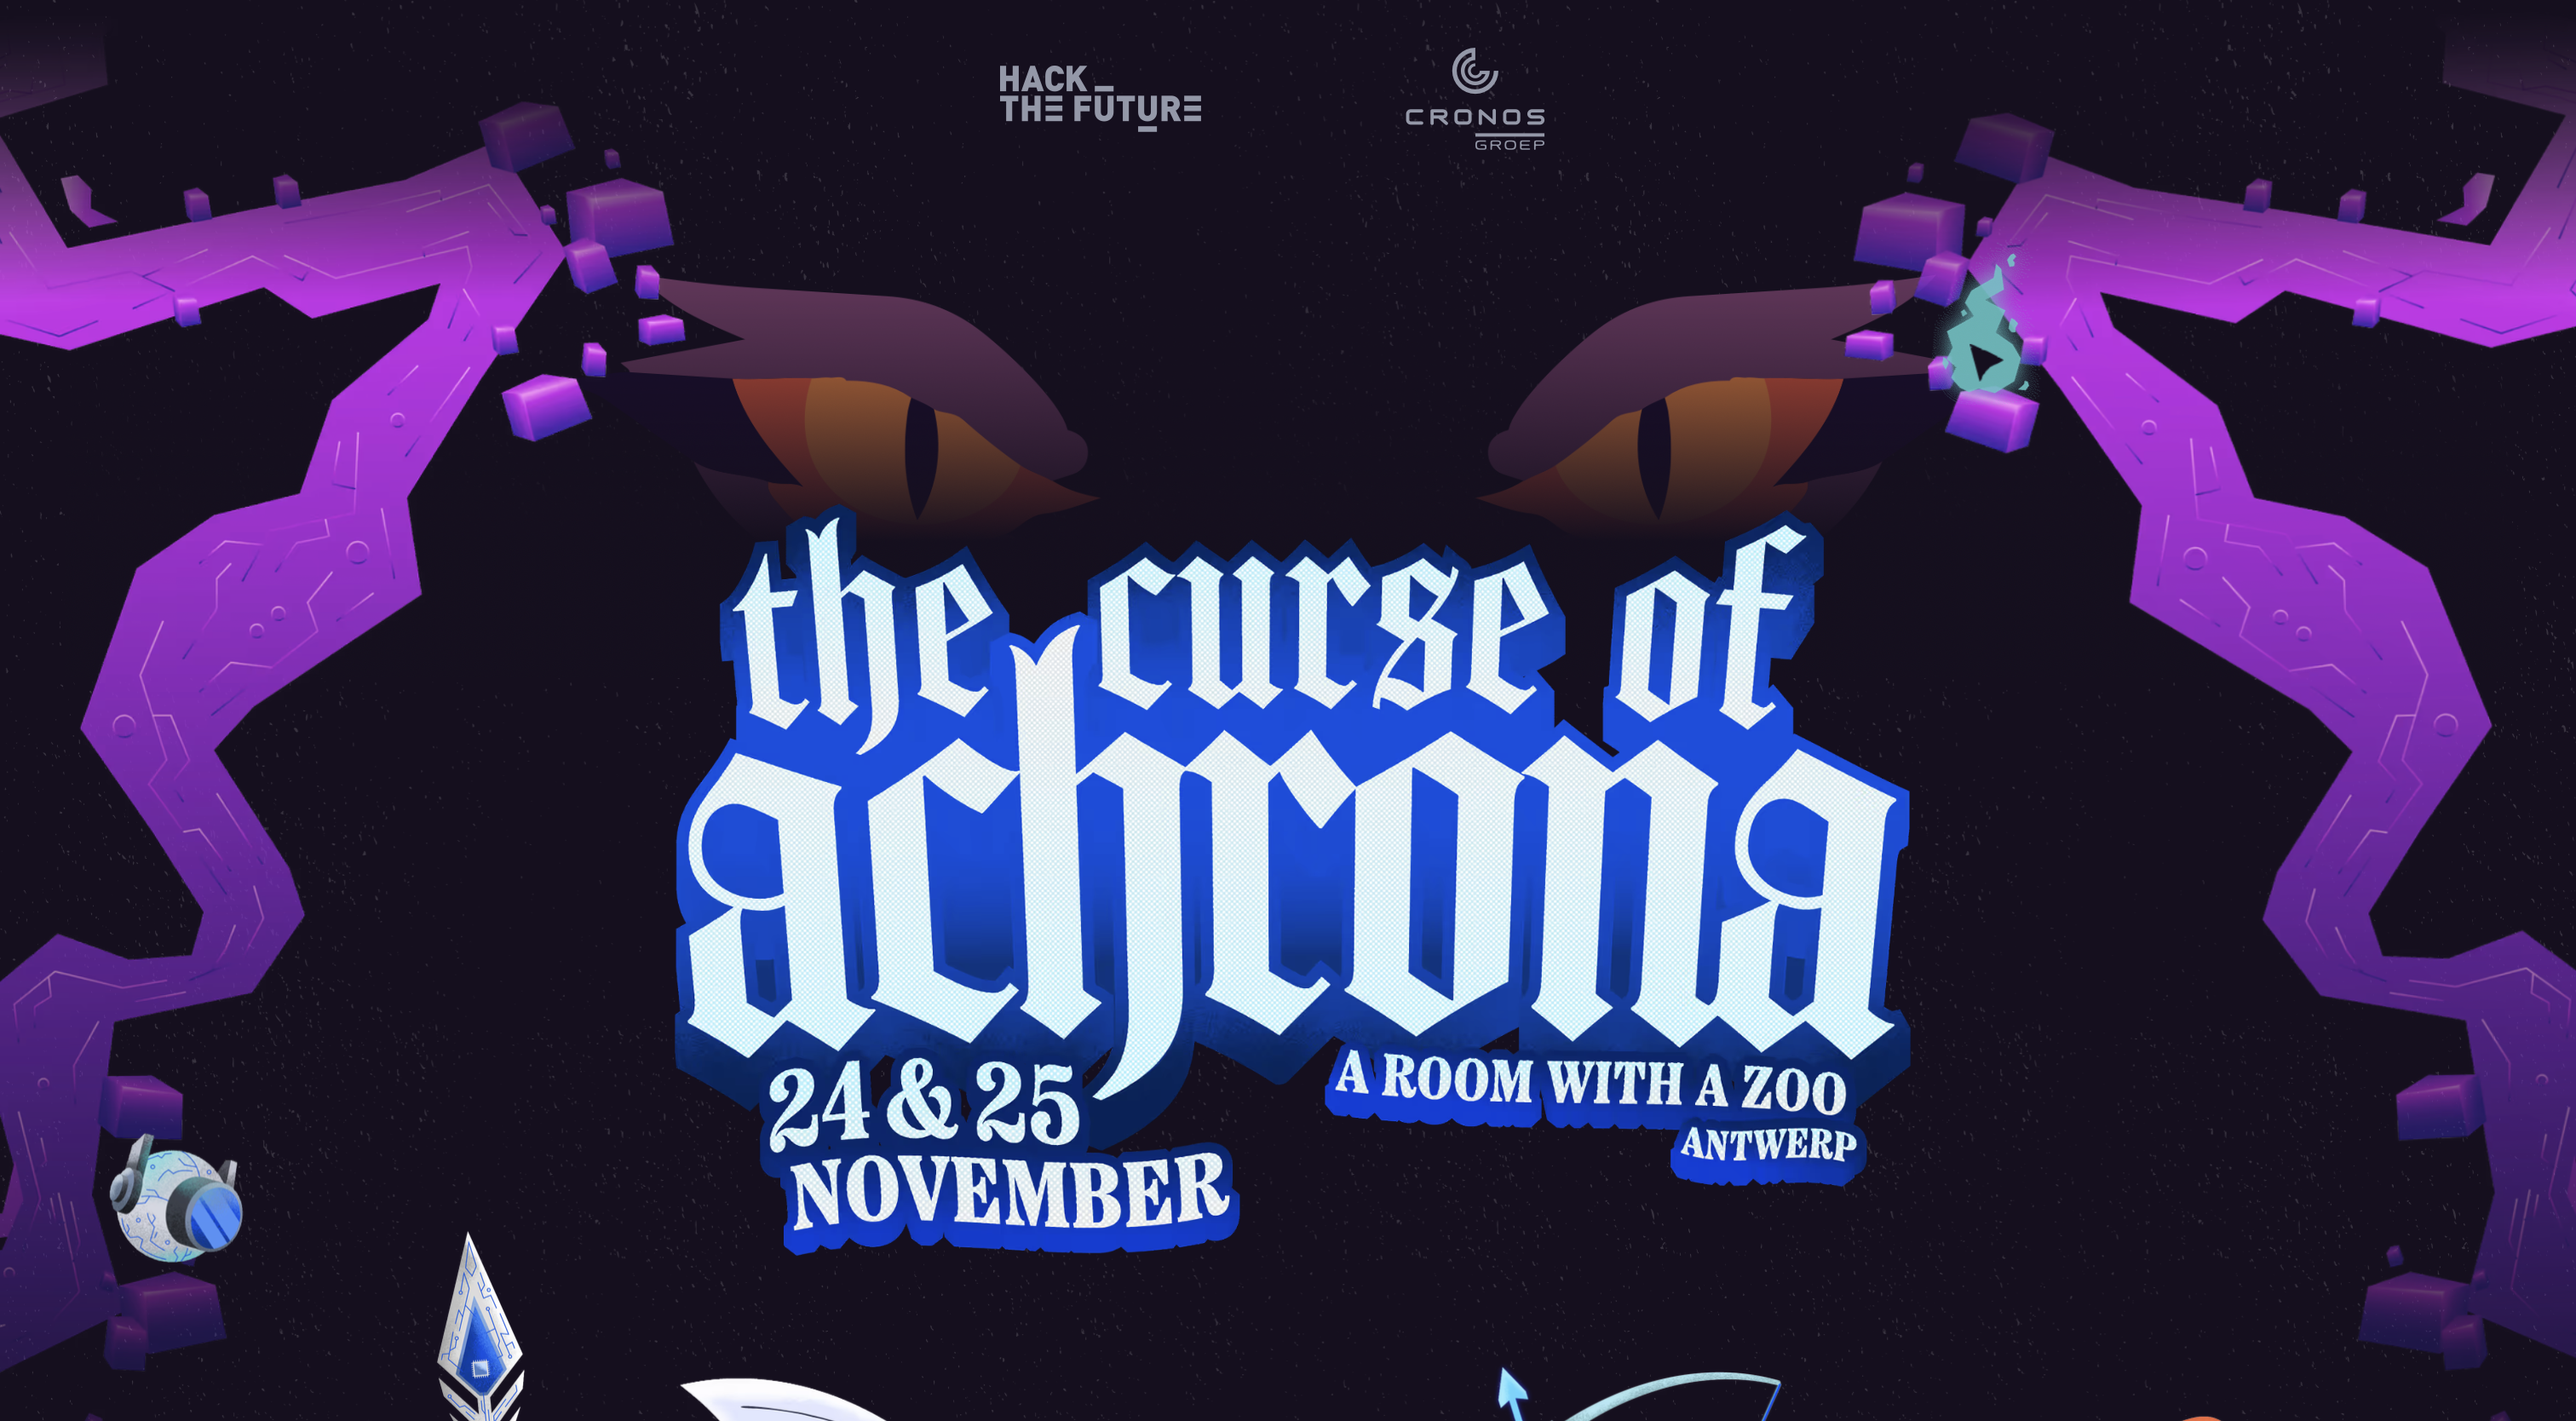 HACK_
THE FUTURE
CRONOS
GROEP
the curse of
achrona
24 & 25
NOVEMBER
A ROOM WITH A ZOO
ANTWERP